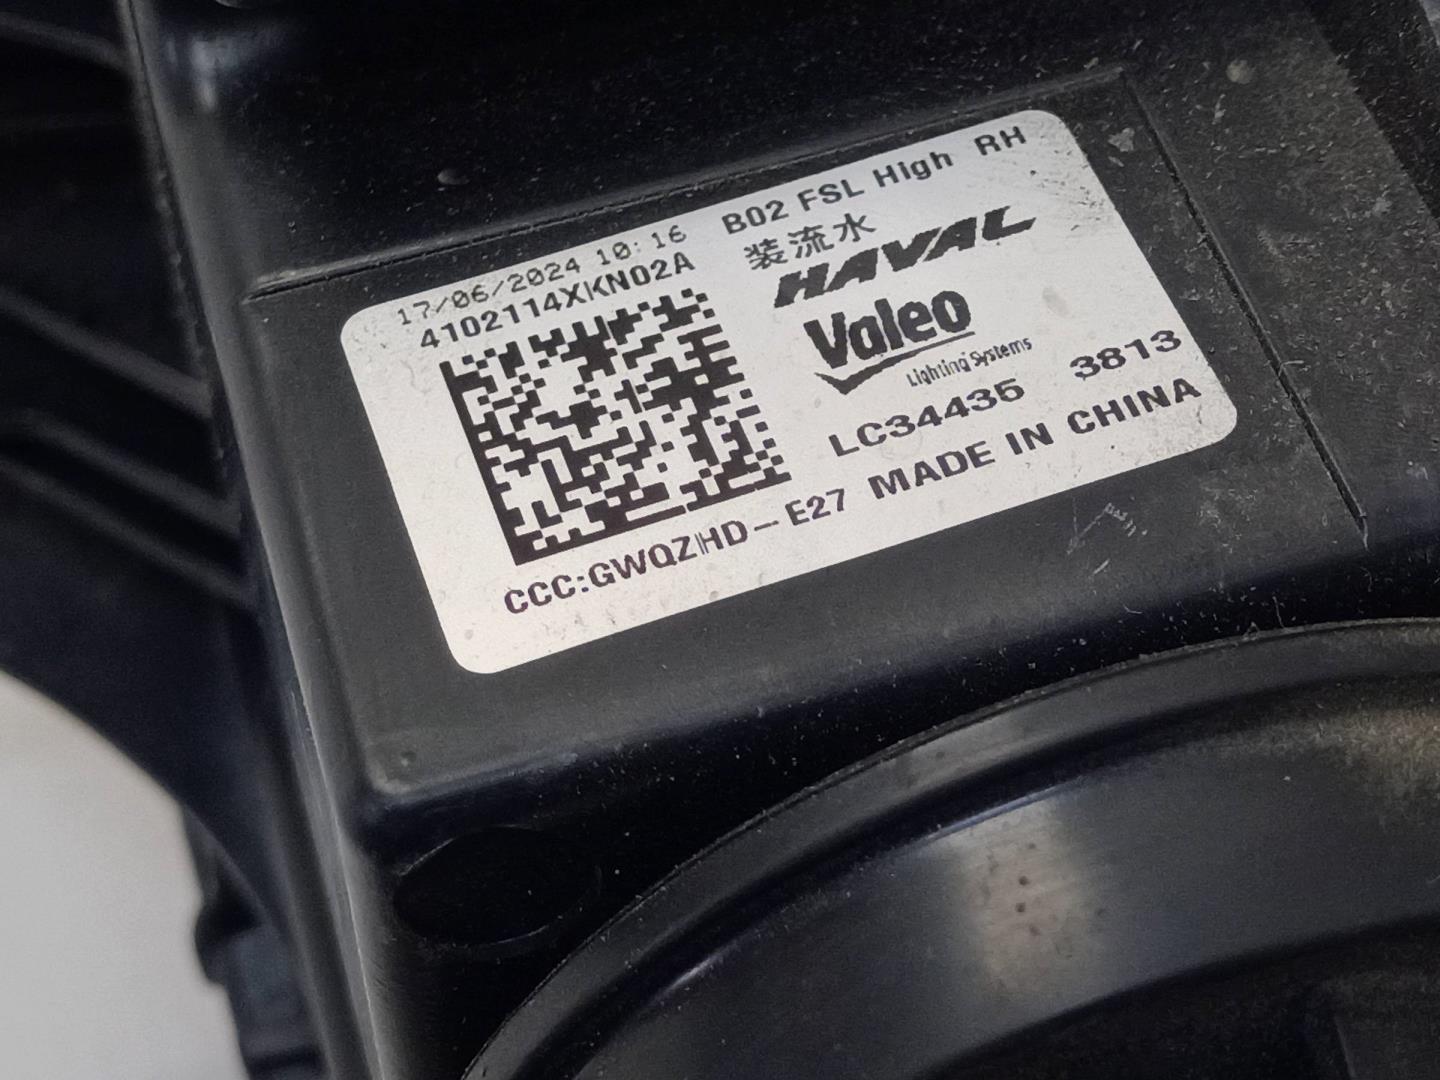 17/06/2024 10:16
4102114XKN02A
B02 FSL High RH
装流水
HAVAL
Valeo
Lighting Systems
LC34435 3813
CCC:GWQZHD-E27 MADE IN CHINA